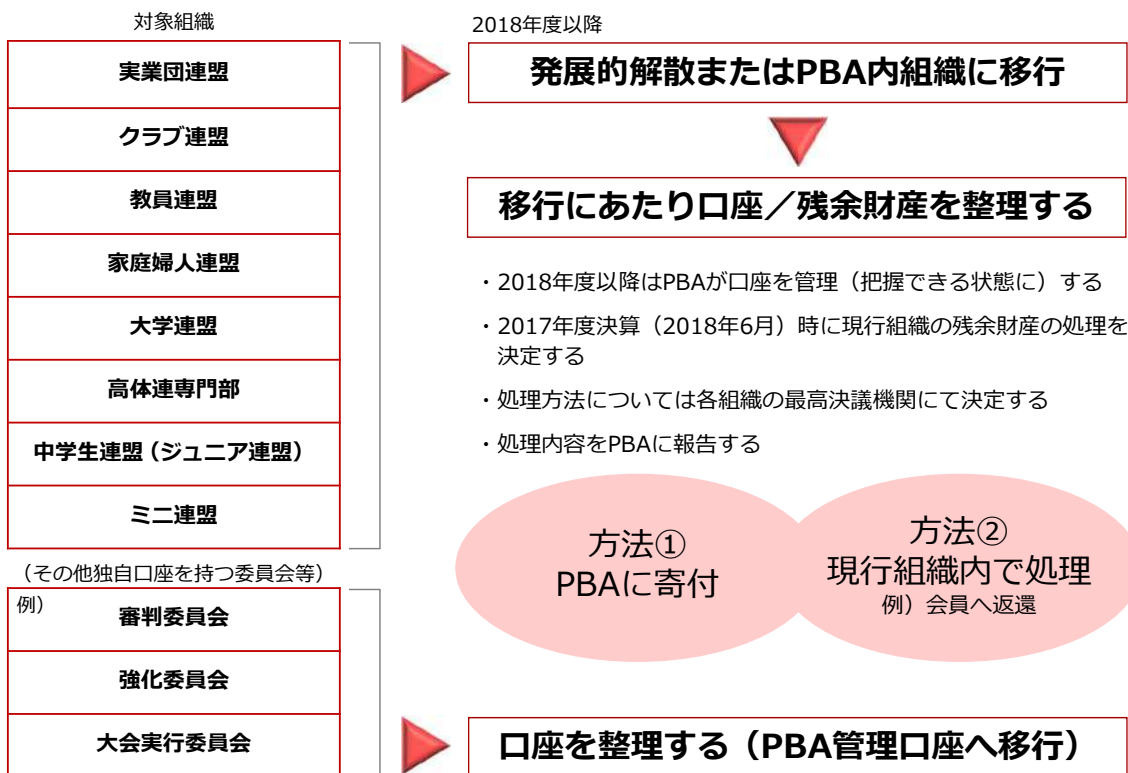 対象組織
実業団連盟
クラブ連盟
教員連盟
家庭婦人連盟
大学連盟
高体連専門部
中学生連盟（ジュニア連盟）
ミニ連盟
（その他独自口座を持つ委員会等）
例）
審判委員会
強化委員会
大会実行委員会
2018年度以降
発展的解散またはPBA内組織に移行
移行にあたり口座／残余財産を整理する
・2018年度以降はPBAが口座を管理（把握できる状態に）する
・2017年度決算（2018年6月）時に現行組織の残余財産の処理を
決定する
・処理方法については各組織の最高決議機関にて決定する
・処理内容をPBAに報告する
方法①
PBAに寄付
方法②
現行組織内で処理
例）会員へ返還
口座を整理する（PBA管理口座へ移行）